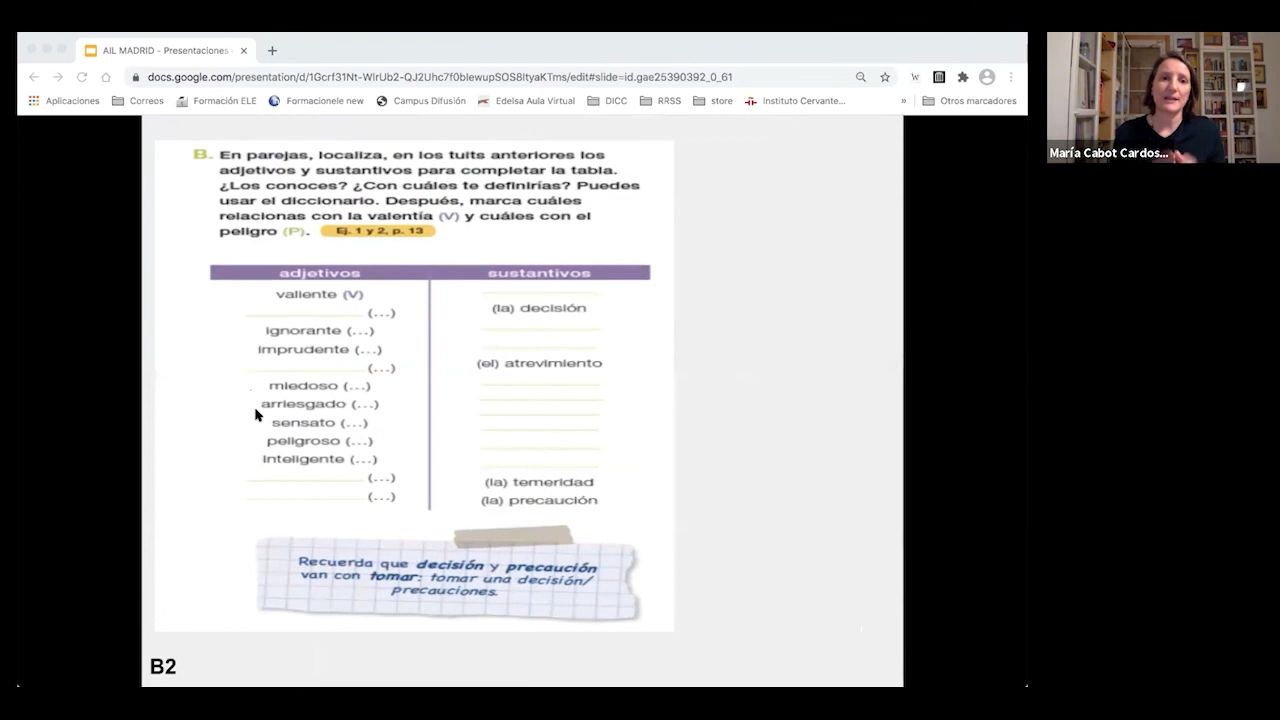 AIL MADRID - Presentaciones
docs.google.com/presentation/d/1Gcrf31Nt-WlrUb2-QJ2Uhc7f0blewupSOS8ltyaKTms/edit#slide=id.gae25390392_0_61
Aplicaciones Correos Formación ELE Formacionele new Campus Difusión Edelsa Aula Virtual DICC RRSS store Instituto Cervante... » Otros marcadores
María Cabot Cardos...
B. En parejas, localiza, en los tuits anteriores los
adjetivos y sustantivos para completar la tabla.
¿Los conoces? ¿Con cuáles te definirías? Puedes
usar el diccionario. Después, marca cuáles
relacionas con la valentía (V) y cuáles con el
peligro (P). Ej. 1 y 2, p. 13
adjetivos sustantivos
valiente (V)
(...) (la) decisión
ignorante (...)
imprudente (...)
(...) (el) atrevimiento
miedoso (...)
arriesgado (...)
sensato (...)
peligroso (...)
inteligente (...)
(...) (la) temeridad
(...) (la) precaución
Recuerda que decisión y precaución
van con tomar: tomar una decisión/
precauciones.
B2